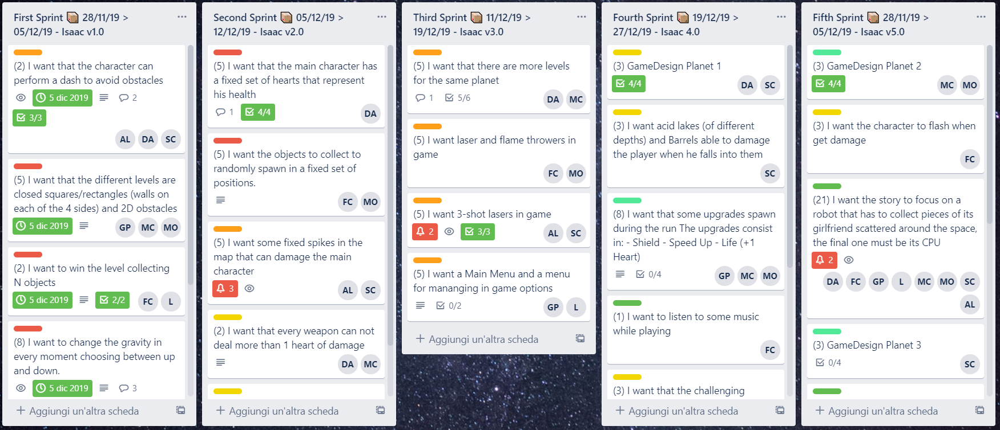 First Sprint 📦 28/11/19 >
05/12/19 - Isaac v1.0
(2) I want that the character can
perform a dash to avoid obstacles
5 dic 2019
2
3/3
AL DA SC
(5) I want that the different levels are
closed squares/rectangles (walls on
each of the 4 sides) and 2D obstacles
5 dic 2019
GP MC MO
(2) I want to win the level collecting
N objects
5 dic 2019
2/2
FC L
(8) I want to change the gravity in
every moment choosing between up
and down.
5 dic 2019
3
+ Aggiungi un'altra scheda
Second Sprint 📦 05/12/19 >
12/12/19 - Isaac v2.0
(5) I want that the main character has
a fixed set of hearts that represent
his health
1
4/4
DA
(5) I want the objects to collect to
randomly spawn in a fixed set of
positions.
FC MO
(5) I want some fixed spikes in the
map that can damage the main
character
3
AL SC
(2) I want that every weapon can not
deal more than 1 heart of damage
DA MC
+ Aggiungi un'altra scheda
Third Sprint 📦 11/12/19 >
19/12/19 - Isaac v3.0
(5) I want that there are more levels
for the same planet
1
5/6
DA MC
(5) I want laser and flame throwers in
game
FC MO
(5) I want 3-shot lasers in game
2
3/3
AL SC
(5) I want a Main Menu and a menu
for mananging in game options
0/2
GP L
+ Aggiungi un'altra scheda
Fourth Sprint 📦 19/12/19 >
27/12/19 - Isaac 4.0
(3) GameDesign Planet 1
4/4
DA SC
(3) I want acid lakes (of different
depths) and Barrels able to damage
the player when he falls into them
SC
(8) I want that some upgrades spawn
during the run The upgrades consist
in: - Shield - Speed Up - Life (+1
Heart)
0/4
GP MC MO
(1) I want to listen to some music
while playing
FC
(3) I want that the challenging
+ Aggiungi un'altra scheda
Fifth Sprint 📦 28/11/19 >
05/12/19 - Isaac v5.0
(3) GameDesign Planet 2
4/4
MC MO
(3) I want the character to flash when
get damage
FC
(21) I want the story to focus on a
robot that has to collect pieces of its
girlfriend scattered around the space,
the final one must be its CPU
2
DA FC GP L MC MO SC
AL
(3) GameDesign Planet 3
0/4
SC
+ Aggiungi un'altra scheda